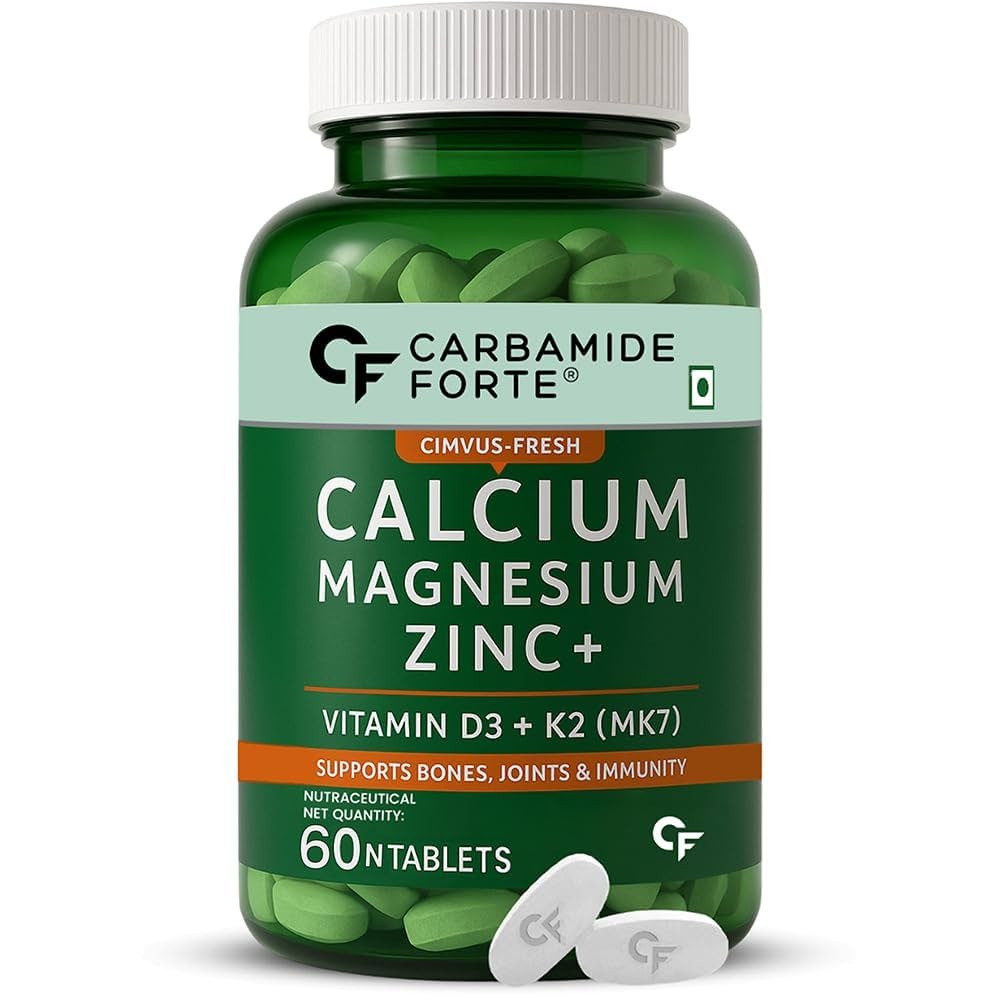 CF CARBAMIDE
FORTE®
CIMVUS-FRESH
CALCIUM
MAGNESIUM
ZINC+
VITAMIN D3 + K2 (MK7)
SUPPORTS BONES, JOINTS & IMMUNITY
NUTRACEUTICAL
NET QUANTITY:
60N TABLETS
CF
CF
CF